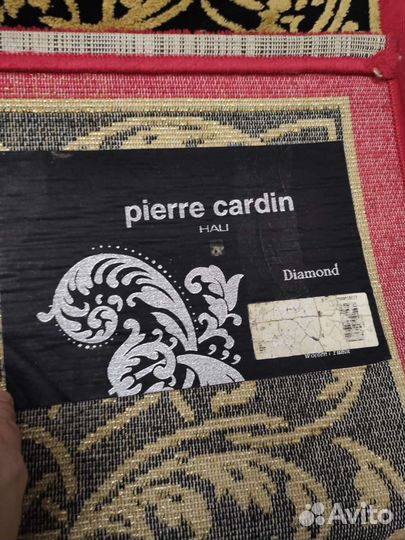 pierre cardin
HALI
Diamond
Avito